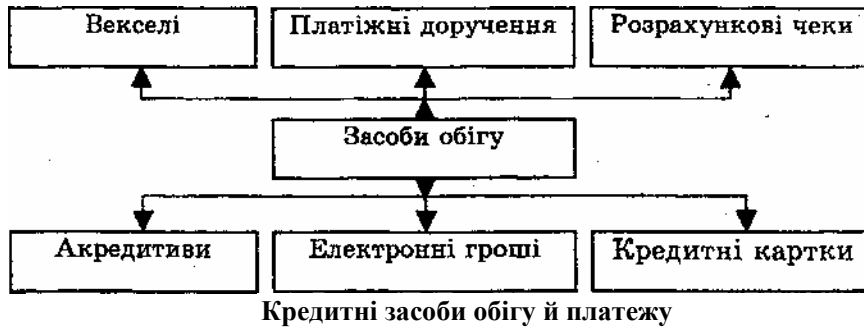 Векселі Платіжні доручення Розрахункові чеки
Засоби обігу
Акредитиви Електронні гроші Кредитні картки
Кредитні засоби обігу й платежу